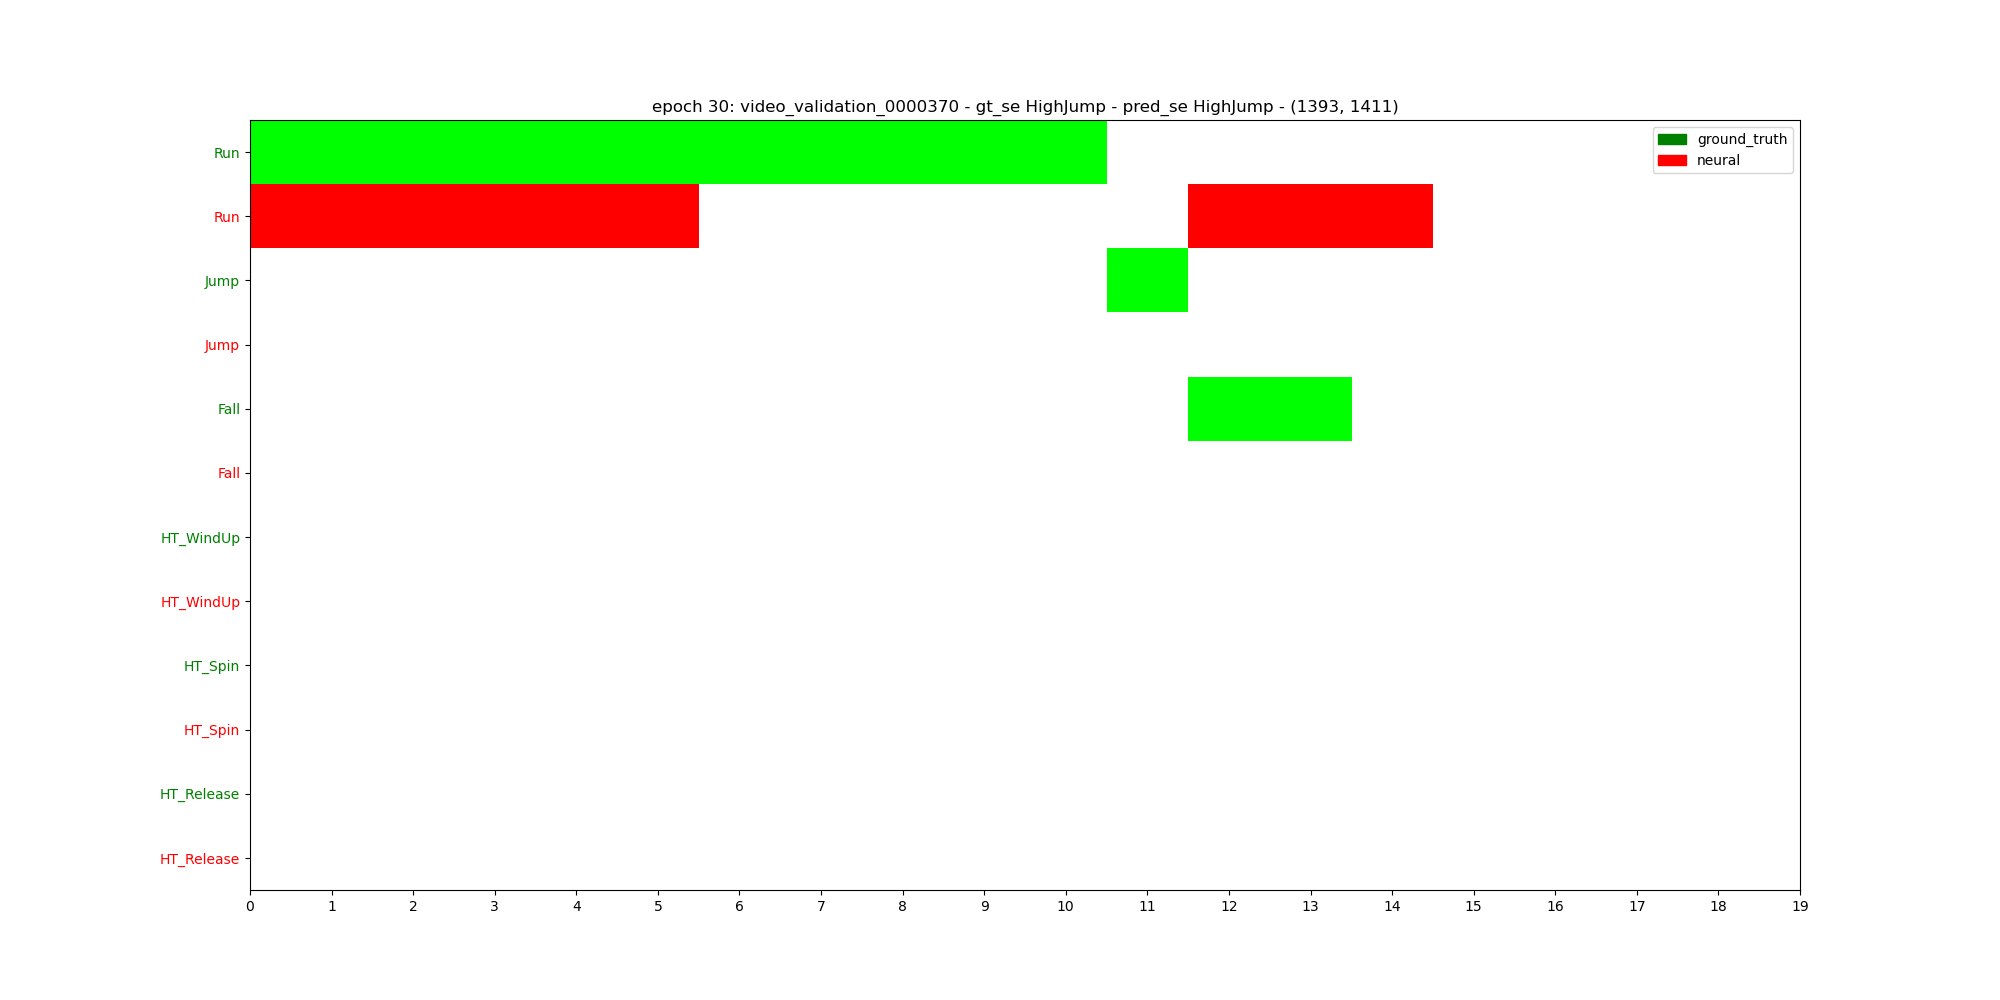 epoch 30: video_validation_0000370 - gt_se HighJump - pred_se HighJump - (1393, 1411)
ground_truth
neural
Run
Run
Jump
Jump
Fall
Fall
HT_WindUp
HT_WindUp
HT_Spin
HT_Spin
HT_Release
HT_Release
0 1 2 3 4 5 6 7 8 9 10 11 12 13 14 15 16 17 18 19